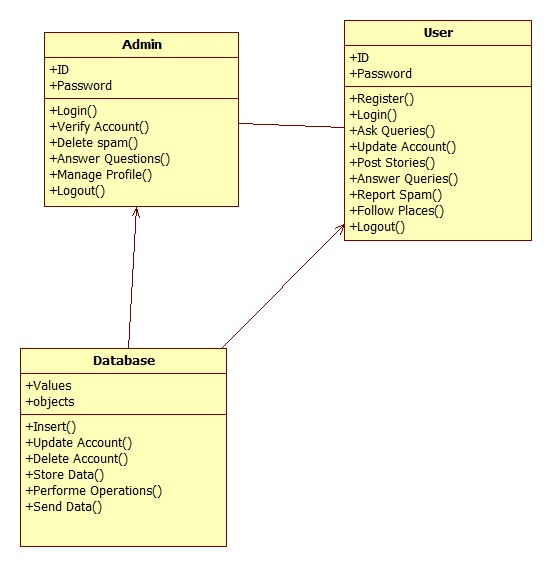 Admin
+ID
+Password
+Login()
+Verify Account()
+Delete spam()
+Answer Questions()
+Manage Profile()
+Logout()
User
+ID
+Password
+Register()
+Login()
+Ask Queries()
+Update Account()
+Post Stories()
+Answer Queries()
+Report Spam()
+Follow Places()
+Logout()
Database
+Values
+objects
+Insert()
+Update Account()
+Delete Account()
+Store Data()
+Performe Operations()
+Send Data()